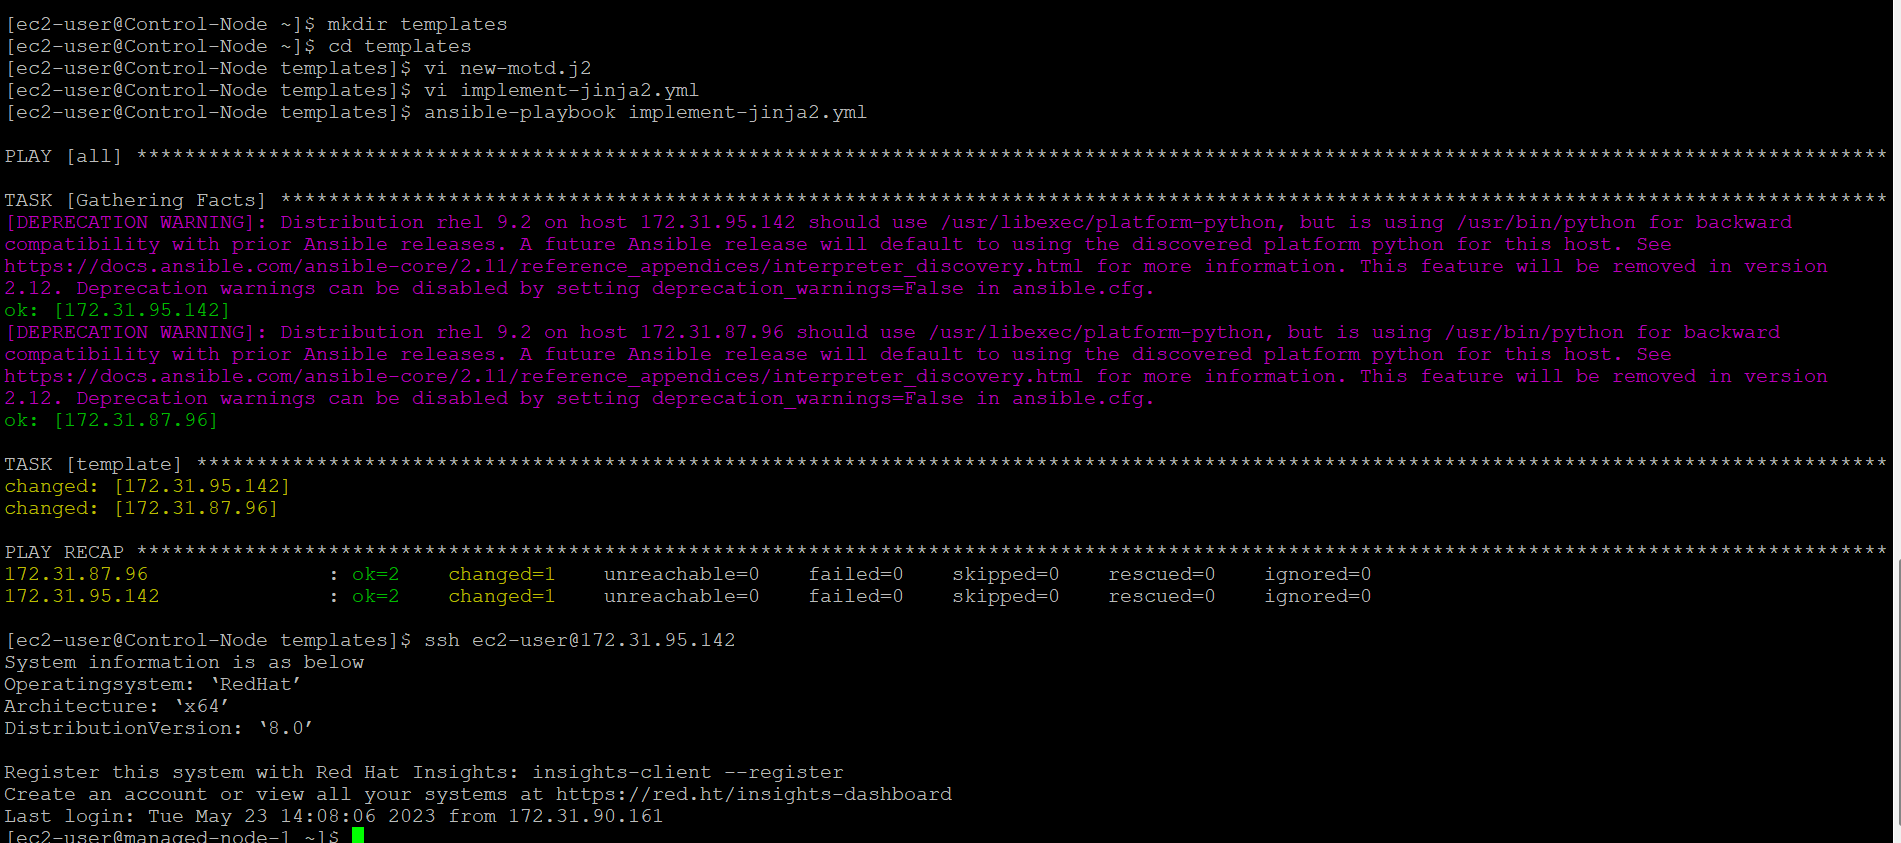 [ec2-user@Control-Node ~]$ mkdir templates
[ec2-user@Control-Node ~]$ cd templates
[ec2-user@Control-Node templates]$ vi new-motd.j2
[ec2-user@Control-Node templates]$ vi implement-jinja2.yml
[ec2-user@Control-Node templates]$ ansible-playbook implement-jinja2.yml
PLAY [all] **************************************************************************************************************************************************
TASK [Gathering Facts] **************************************************************************************************************************************
[DEPRECATION WARNING]: Distribution rhel 9.2 on host 172.31.95.142 should use /usr/libexec/platform-python, but is using /usr/bin/python for backward
compatibility with prior Ansible releases. A future Ansible release will default to using the discovered platform python for this host. See
https://docs.ansible.com/ansible-core/2.11/reference_appendices/interpreter_discovery.html for more information. This feature will be removed in version
2.12. Deprecation warnings can be disabled by setting deprecation_warnings=False in ansible.cfg.
ok: [172.31.95.142]
[DEPRECATION WARNING]: Distribution rhel 9.2 on host 172.31.87.96 should use /usr/libexec/platform-python, but is using /usr/bin/python for backward
compatibility with prior Ansible releases. A future Ansible release will default to using the discovered platform python for this host. See
https://docs.ansible.com/ansible-core/2.11/reference_appendices/interpreter_discovery.html for more information. This feature will be removed in version
2.12. Deprecation warnings can be disabled by setting deprecation_warnings=False in ansible.cfg.
ok: [172.31.87.96]
TASK [template] *********************************************************************************************************************************************
changed: [172.31.95.142]
changed: [172.31.87.96]
PLAY RECAP **************************************************************************************************************************************************
172.31.87.96 : ok=2 changed=1 unreachable=0 failed=0 skipped=0 rescued=0 ignored=0
172.31.95.142 : ok=2 changed=1 unreachable=0 failed=0 skipped=0 rescued=0 ignored=0
[ec2-user@Control-Node templates]$ ssh ec2-user@172.31.95.142
System information is as below
Operatingsystem: ‘RedHat’
Architecture: ‘x64’
DistributionVersion: ‘8.0’
Register this system with Red Hat Insights: insights-client --register
Create an account or view all your systems at https://red.ht/insights-dashboard
Last login: Tue May 23 14:08:06 2023 from 172.31.90.161
[ec2-user@managed-node-1 ~]$